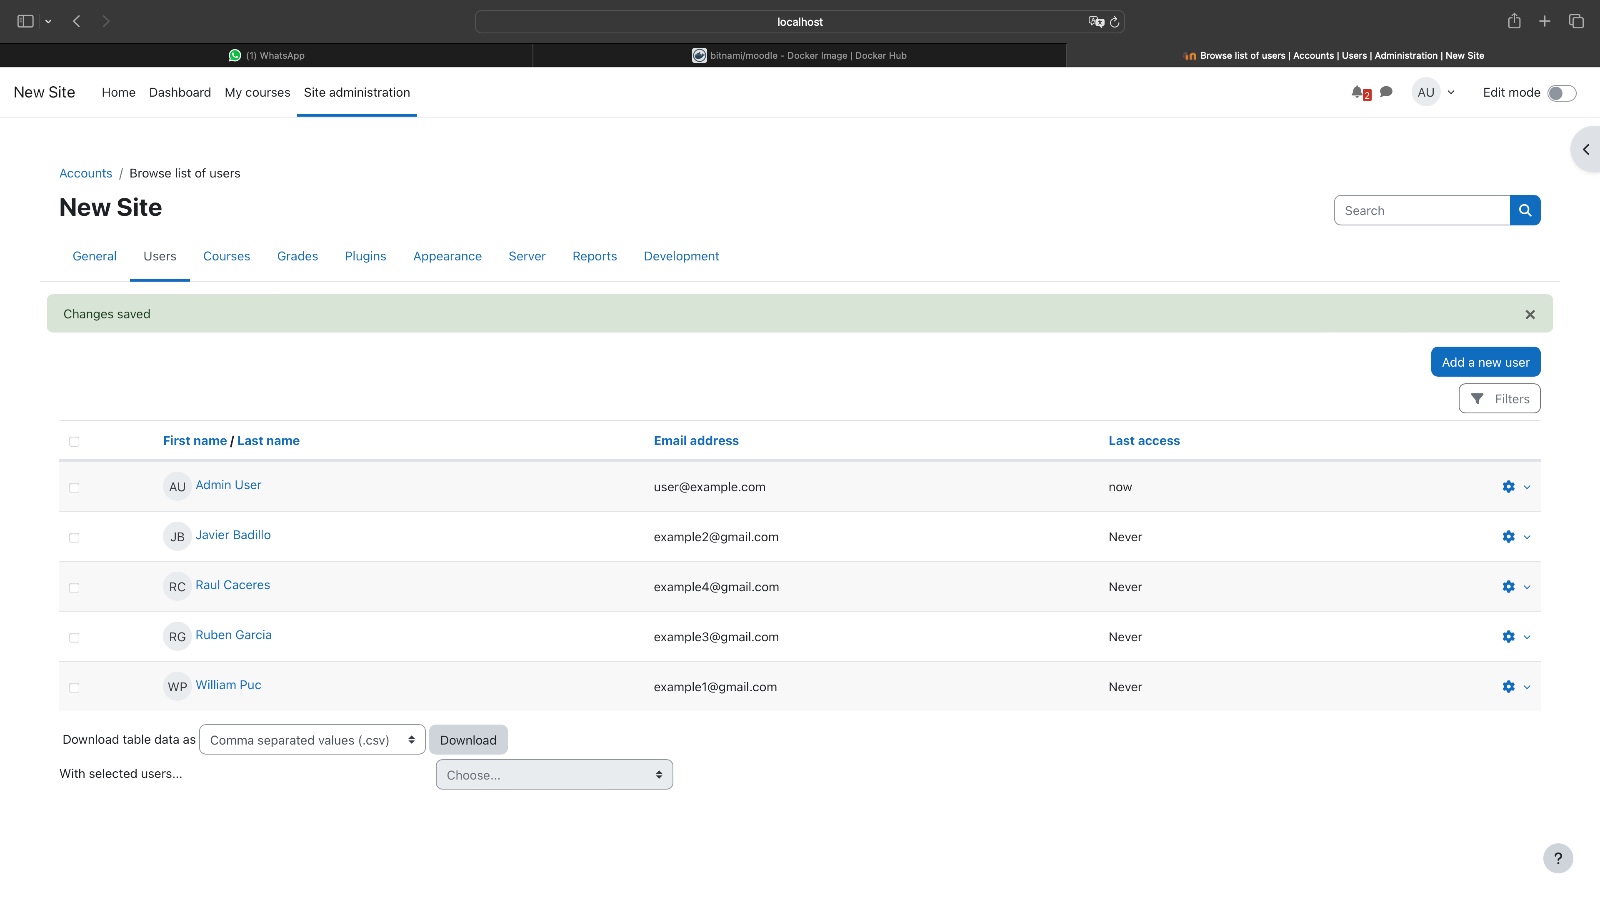 localhost
(1) WhatsApp
bitnami/moodle - Docker Image | Docker Hub
Browse list of users | Accounts | Users | Administration | New Site
New Site Home Dashboard My courses Site administration 2 AU Edit mode
Accounts / Browse list of users
New Site
Search
General Users Courses Grades Plugins Appearance Server Reports Development
Changes saved ×
Add a new user
Filters
First name / Last name Email address Last access
AU Admin User user@example.com now
JB Javier Badillo example2@gmail.com Never
RC Raul Caceres example4@gmail.com Never
RG Ruben Garcia example3@gmail.com Never
WP William Puc example1@gmail.com Never
Download table data as Comma separated values (.csv) Download
With selected users... Choose...
?